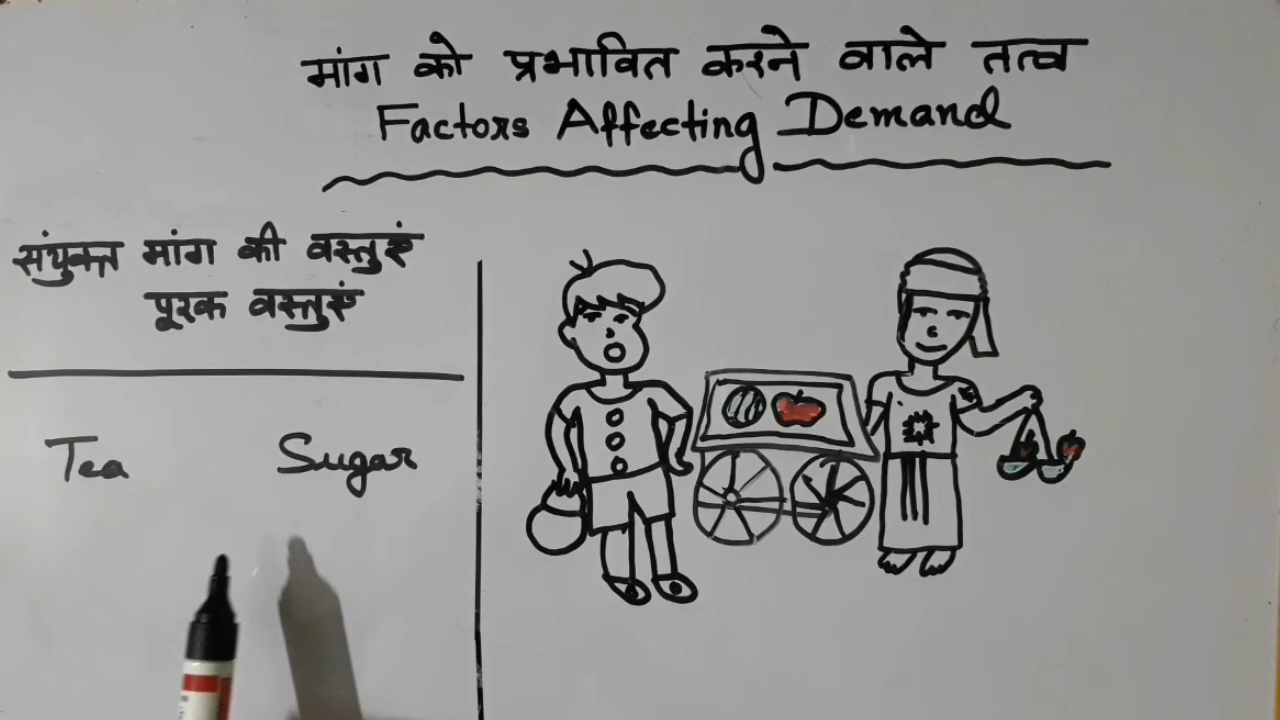 मांग को प्रभावित करने वाले तत्व
Factors Affecting Demand
संयुक्त मांग की वस्तुएं
पूरक वस्तुएं
Tea Sugar